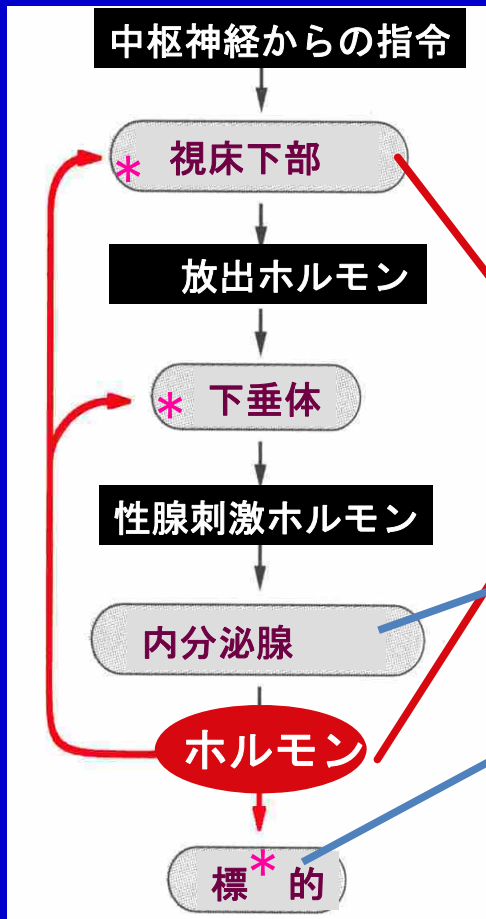 中枢神経からの指令
* 視床下部
放出ホルモン
* 下垂体
性腺刺激ホルモン
内分泌腺
ホルモン
標*的